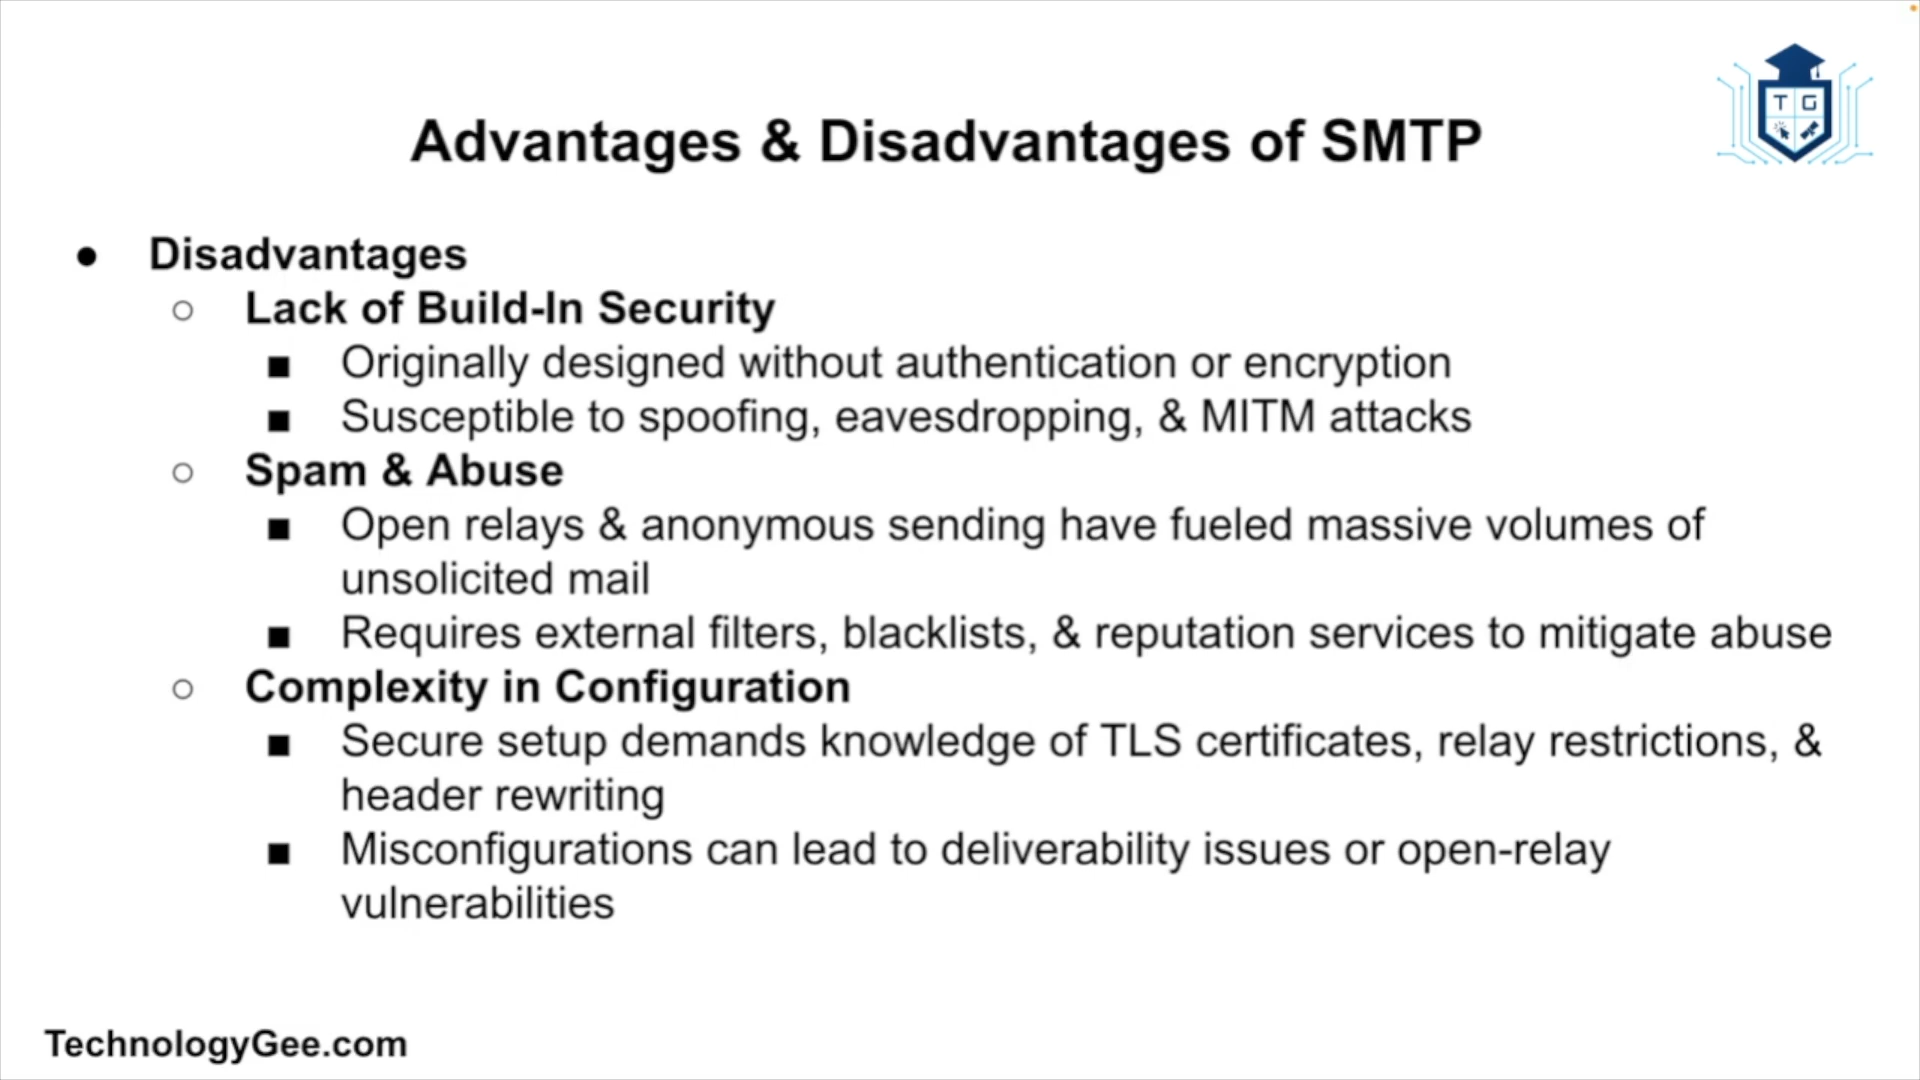 Advantages & Disadvantages of SMTP
T G
● Disadvantages
○ Lack of Build-In Security
■ Originally designed without authentication or encryption
■ Susceptible to spoofing, eavesdropping, & MITM attacks
○ Spam & Abuse
■ Open relays & anonymous sending have fueled massive volumes of
unsolicited mail
■ Requires external filters, blacklists, & reputation services to mitigate abuse
○ Complexity in Configuration
■ Secure setup demands knowledge of TLS certificates, relay restrictions, &
header rewriting
■ Misconfigurations can lead to deliverability issues or open-relay
vulnerabilities
TechnologyGee.com